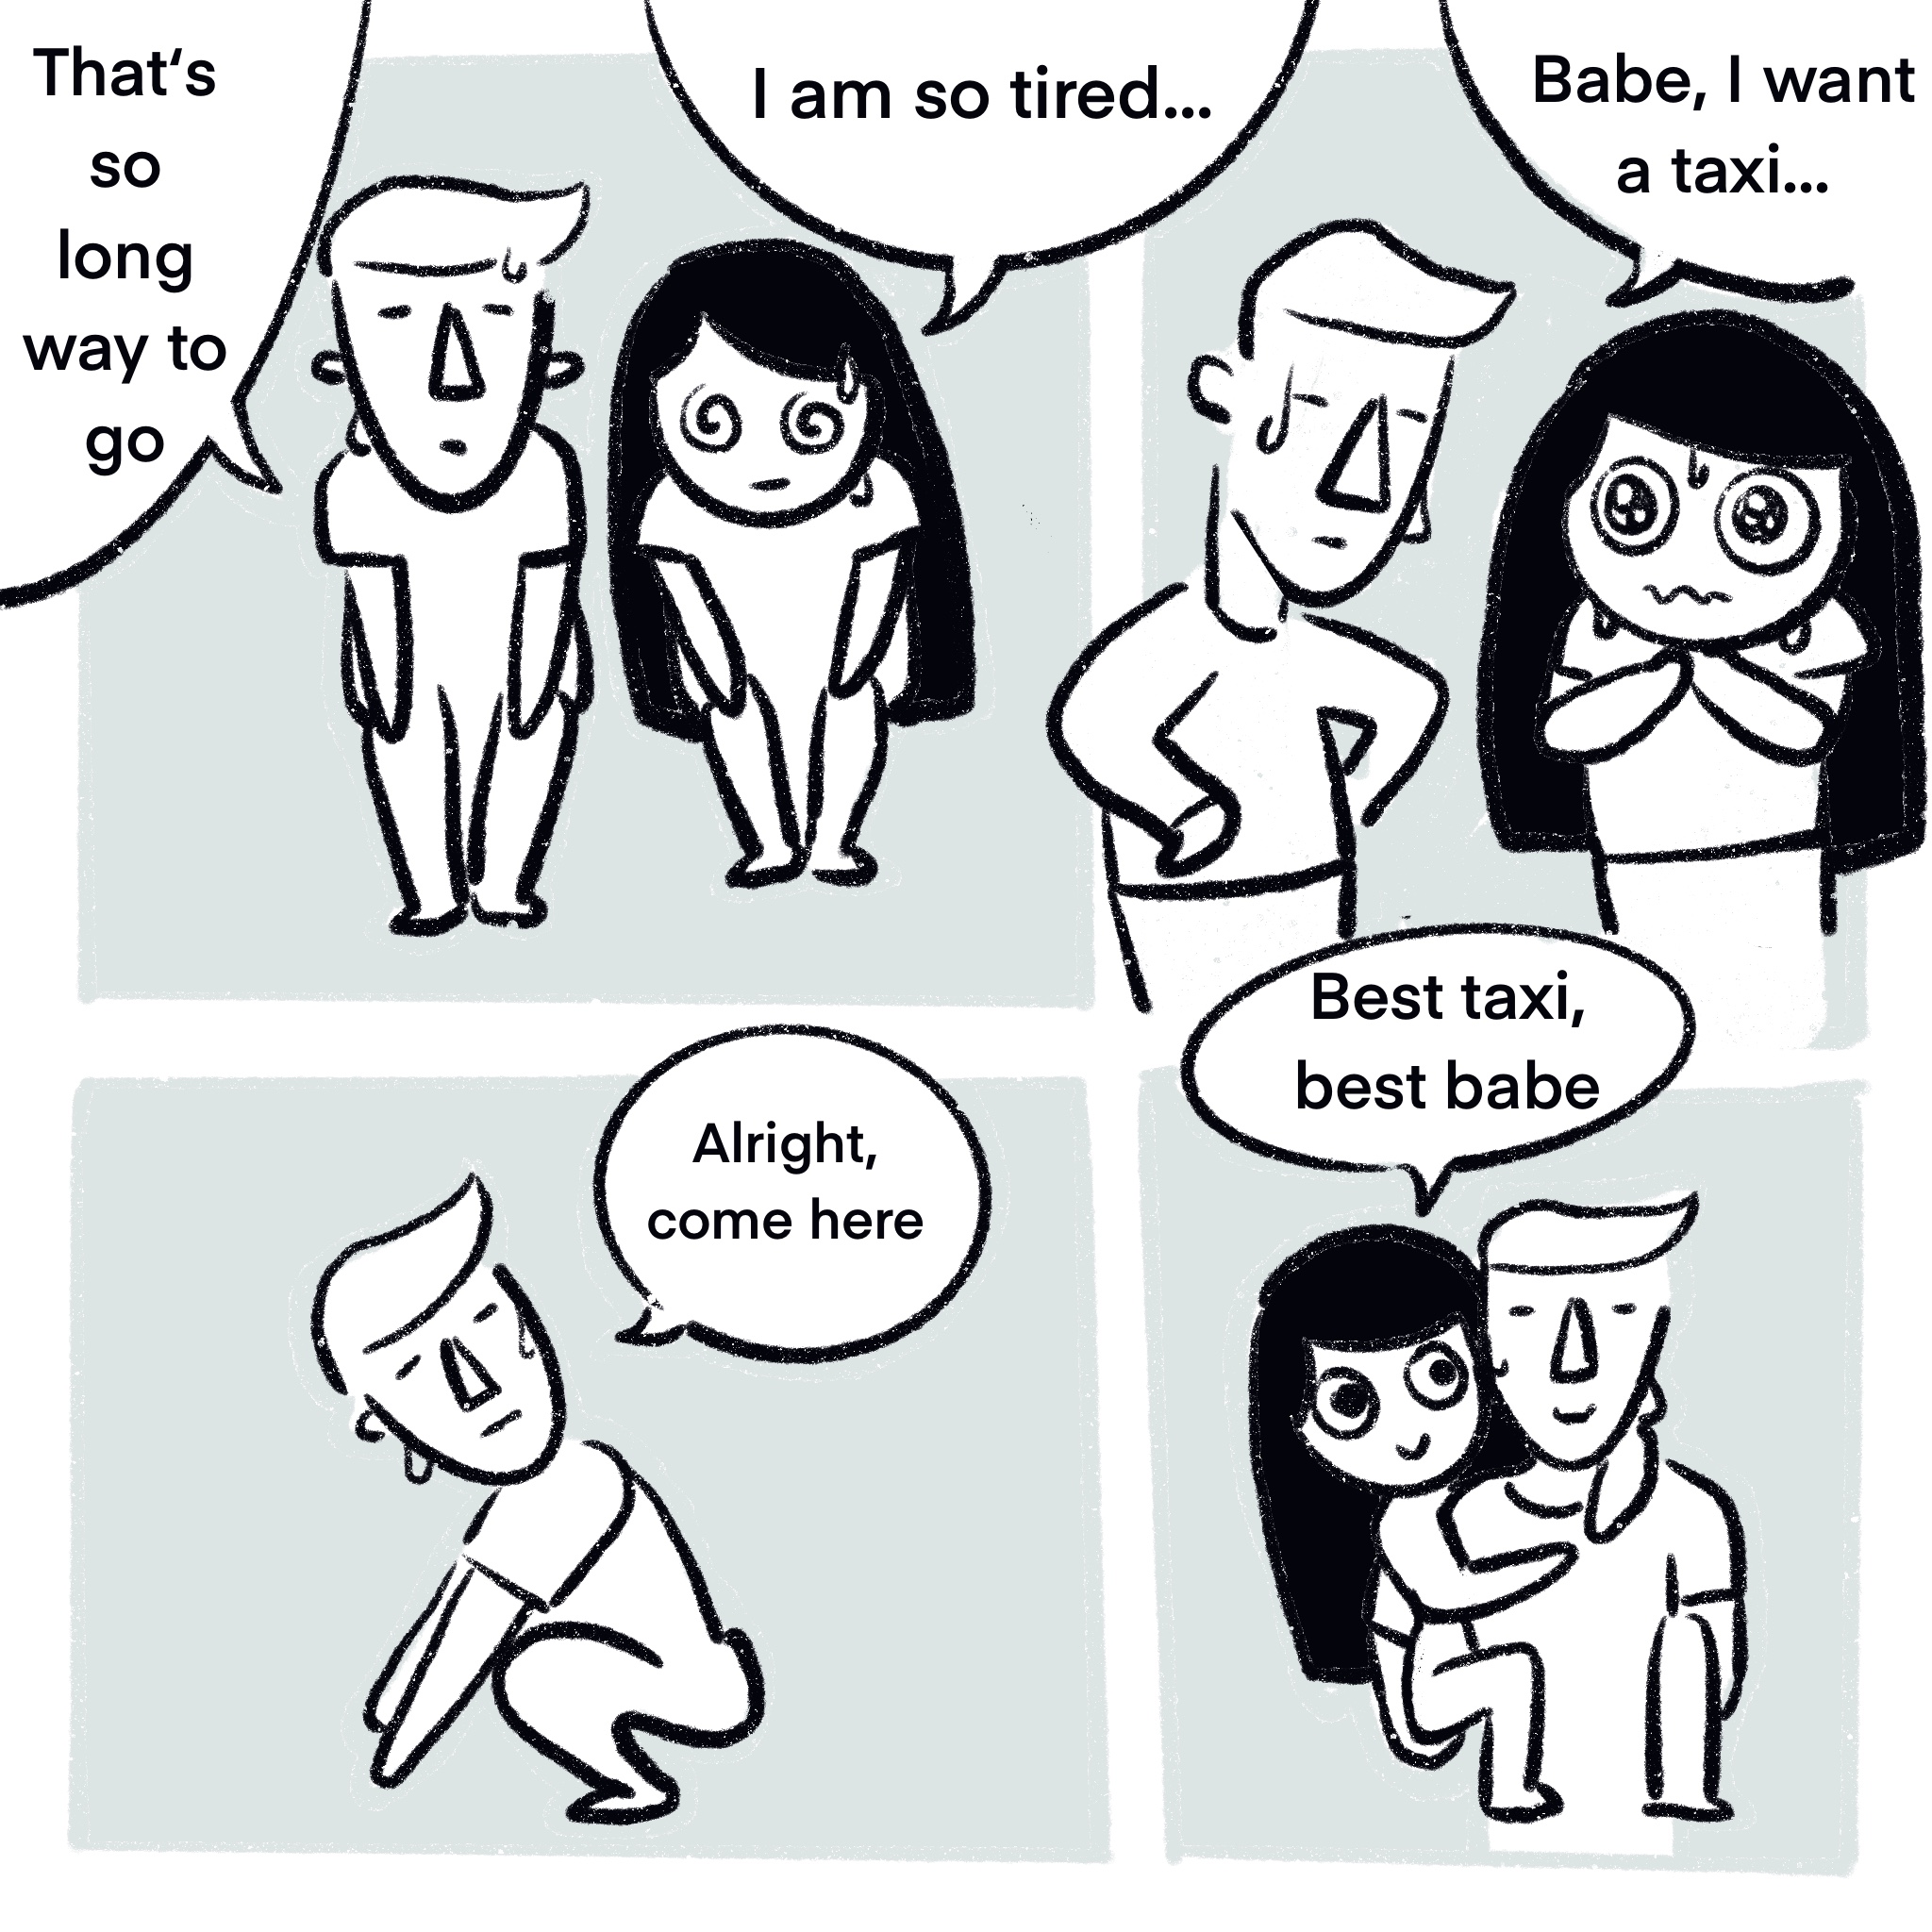 That‘s
so
long
way to
go
I am so tired...
Babe, I want
a taxi...
Alright,
come here
Best taxi,
best babe